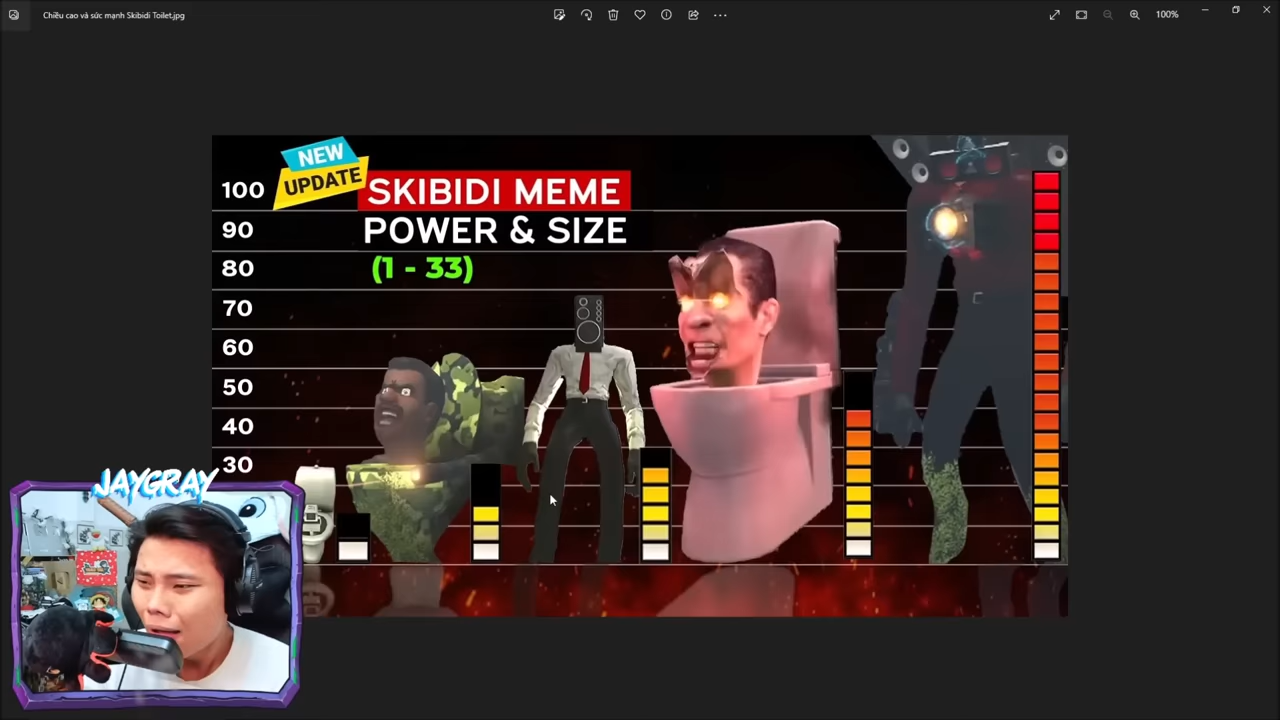 Chiều cao và sức mạnh Skibidi Toilet.jpg
100%
NEW
UPDATE
SKIBIDI MEME
POWER & SIZE
(1 - 33)
100
90
80
70
60
50
40
30
JAYGRAY